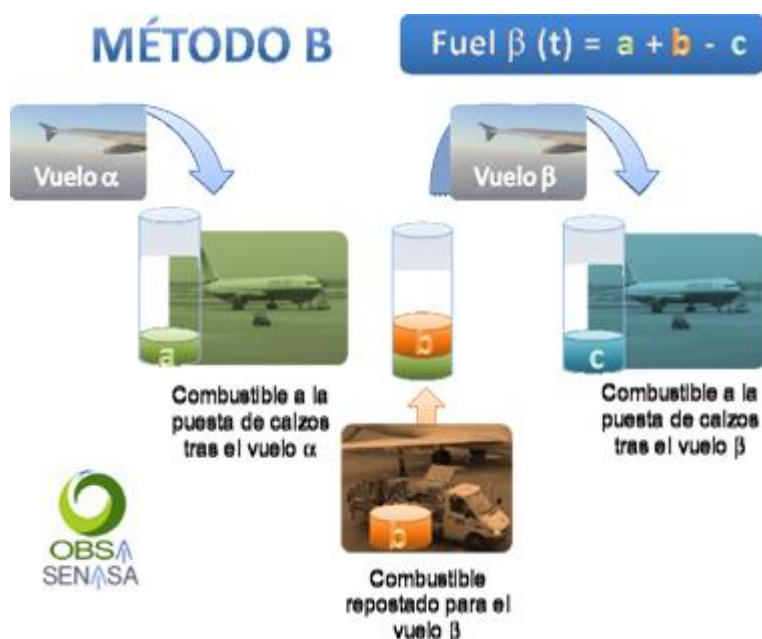 MÉTODO B
Fuel β (t) = a + b - c
Vuelo α
Vuelo β
a
b
c
Combustible a la
puesta de calzos
tras el vuelo α
Combustible a la
puesta de calzos
tras el vuelo β
b
Combustible
repostado para el
vuelo β
OBSA
SENASA